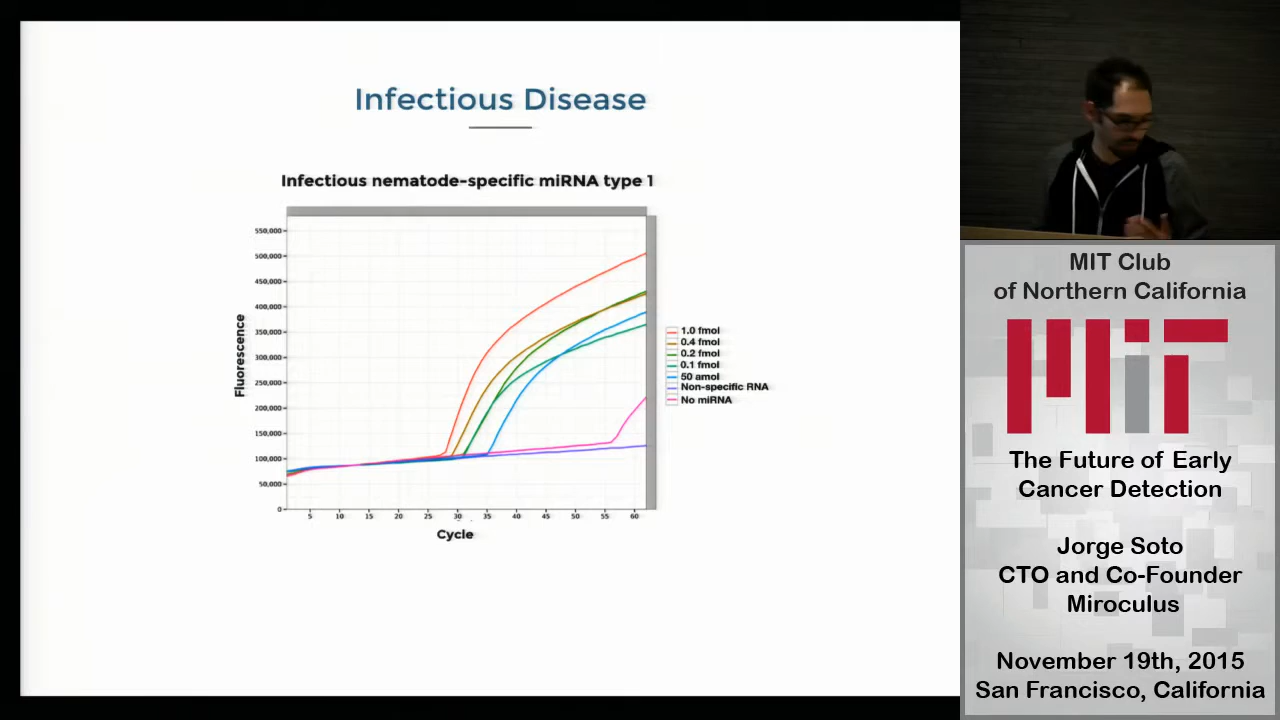 Infectious Disease
Infectious nematode-specific miRNA type 1
550,000
500,000
450,000
400,000
350,000
300,000
250,000
200,000
150,000
100,000
50,000
0
Fluorescence
5 10 15 20 25 30 35 40 45 50 55 60
Cycle
1.0 fmol
0.4 fmol
0.2 fmol
0.1 fmol
50 amol
Non-specific RNA
No miRNA
MIT Club
of Northern California
MIT
The Future of Early
Cancer Detection
Jorge Soto
CTO and Co-Founder
Miroculus
November 19th, 2015
San Francisco, California